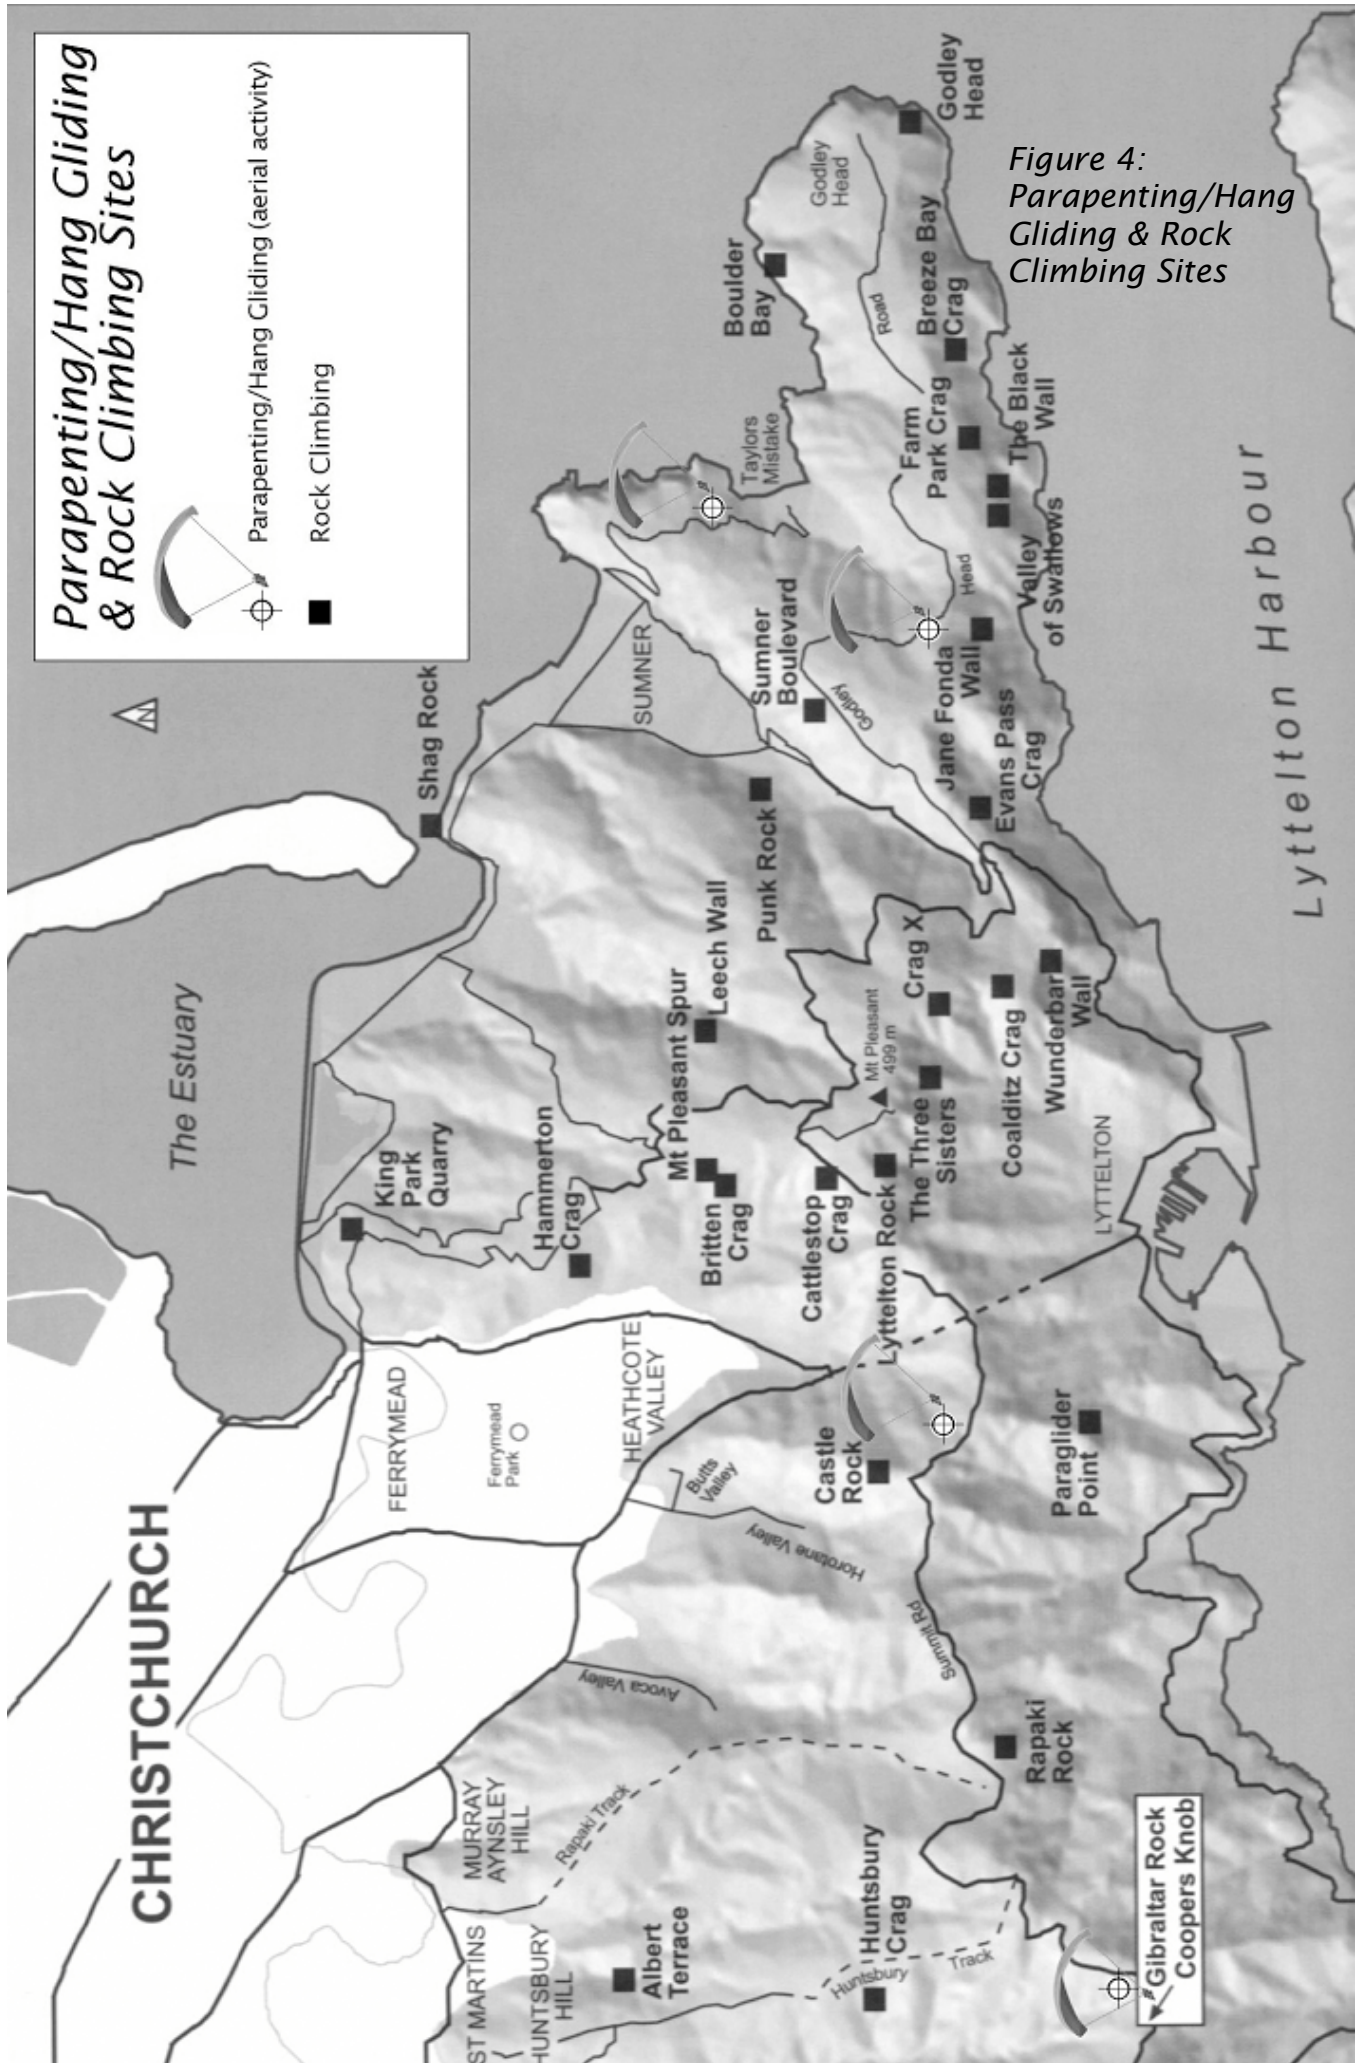 Parapenting/Hang Gliding
& Rock Climbing Sites
Parapenting/Hang Gliding (aerial activity)
Rock Climbing
N
Figure 4:
Parapenting/Hang
Gliding & Rock
Climbing Sites
CHRISTCHURCH
The Estuary
Shag Rock
King
Park
Quarry
FERRYMEAD
Ferrymead
Park
HEATHCOTE
VALLEY
Hammerton
Crag
Mt Pleasant Spur
Leech Wall
Britten
Crag
Punk Rock
SUMNER
Sumner
Boulevard
Taylors
Mistake
Boulder
Bay
Godley
Head
Godley
Head
Road
Breeze Bay
Crag
Farm
Park Crag
The Black
Wall
Valley
of Swallows
Head
Godley
Jane Fonda
Wall
Evans Pass
Crag
Crag X
Mt Pleasant
499 m
The Three
Sisters
Coalditz Crag
Wunderbar
Wall
Cattlestop
Crag
Lyttelton Rock
LYTTELTON
Lyttelton Harbour
Castle
Rock
Butts
Valley
Horotane Valley
Paraglider
Point
Summit Rd
Avoca Valley
Rapaki
Rock
MURRAY
AYNSLEY
HILL
Rapaki Track
ST MARTINS
HUNTSBURY
HILL
Albert
Terrace
Huntsbury
Crag
Huntsbury
Track
Gibraltar Rock
Coopers Knob